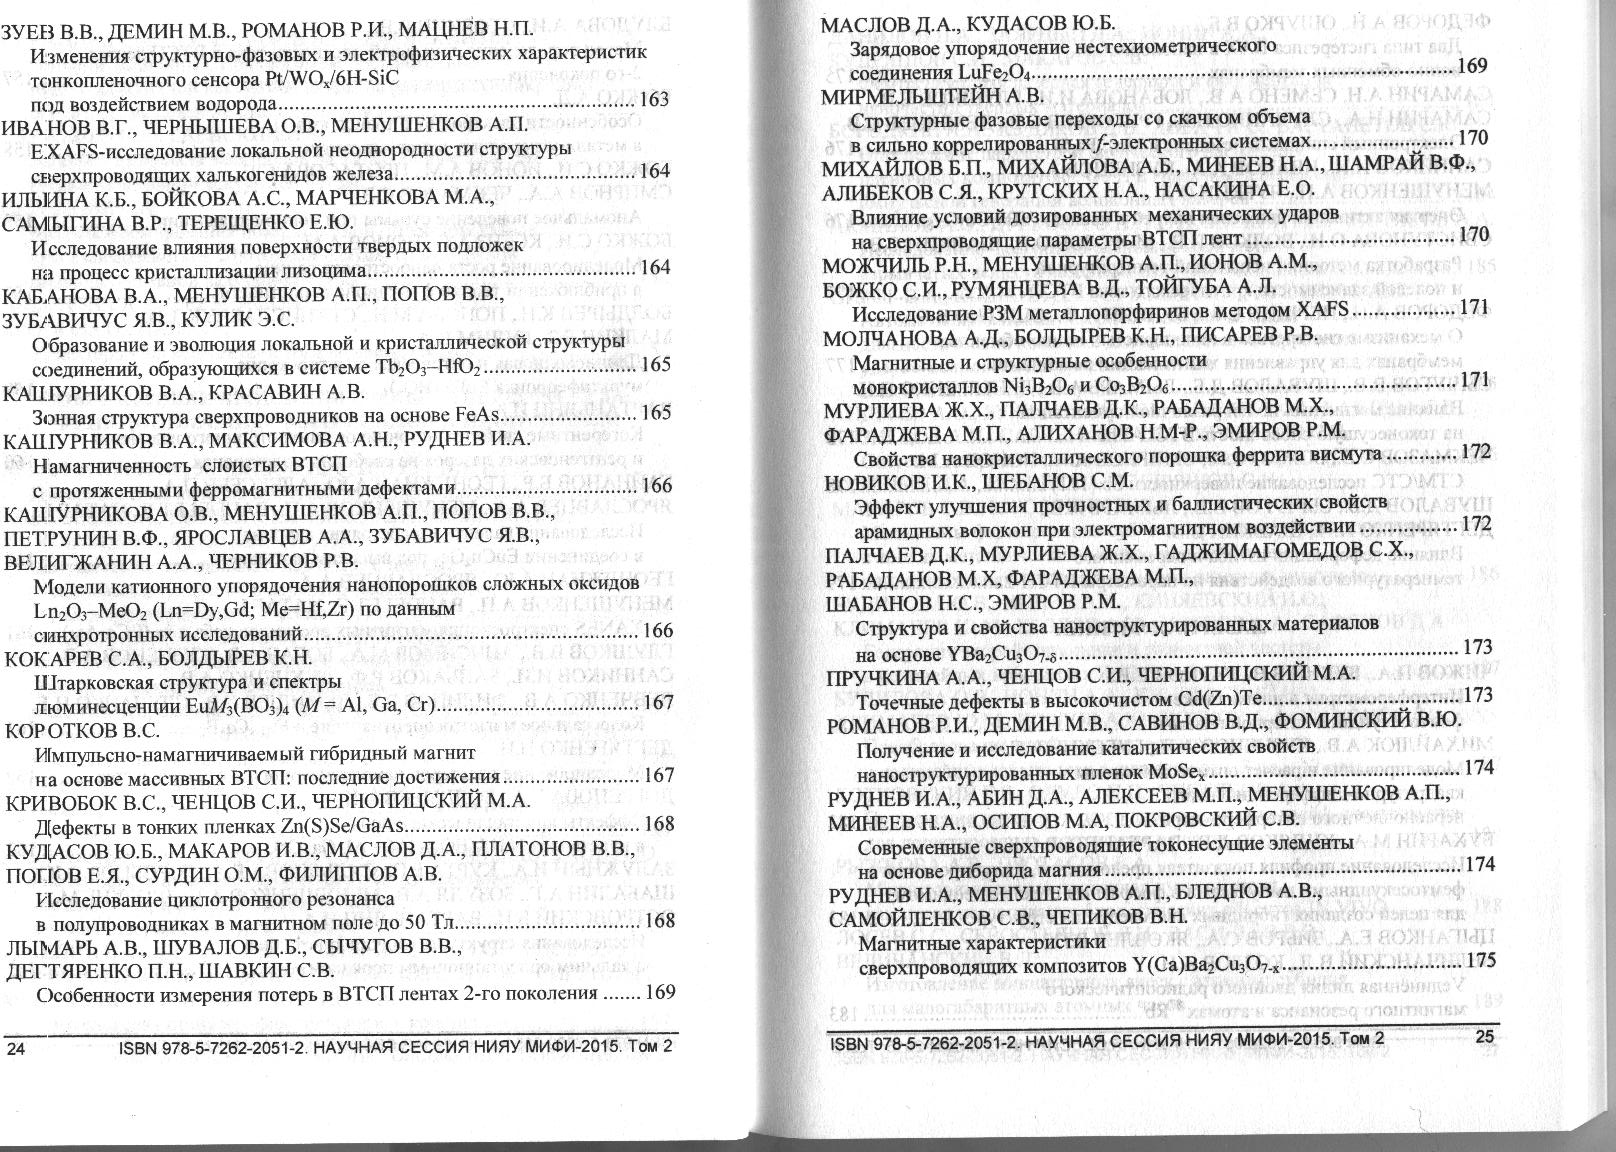 ЗУЕВ В.В., ДЕМИН М.В., РОМАНОВ Р.И., МАЦНЕВ Н.П.
Изменения структурно-фазовых и электрофизических характеристик
тонкопленочного сенсора Pt/WOₓ/6H-SiC
под воздействием водорода.................................................... 163
ИВАНОВ В.Г., ЧЕРНЫШЕВА О.В., МЕНУШЕНКОВ А.П.
EXAFS-исследование локальной неоднородности структуры
сверхпроводящих халькогенидов железа................................... 164
ИЛЬИНА К.Б., БОЙКОВА А.С., МАРЧЕНКОВА М.А.,
САМЫГИНА В.Р., ТЕРЕЩЕНКО Е.Ю.
Исследование влияния поверхности твердых подложек
на процесс кристаллизации лизоцима....................................... 164
КАБАНОВА В.А., МЕНУШЕНКОВ А.П., ПОПОВ В.В.,
ЗУБАВИЧУС Я.В., КУЛИК Э.С.
Образование и эволюция локальной и кристаллической структуры
соединений, образующихся в системе Tb₂O₃–HfO₂...................... 165
КАШУРНИКОВ В.А., КРАСАВИН А.В.
Зонная структура сверхпроводников на основе FeAs.................... 165
КАШУРНИКОВ В.А., МАКСИМОВА А.Н., РУДНЕВ И.А.
Намагниченность слоистых ВТСП
с протяженными ферромагнитными дефектами.......................... 166
КАШУРНИКОВА О.В., МЕНУШЕНКОВ А.П., ПОПОВ В.В.,
ПЕТРУНИН В.Ф., ЯРОСЛАВЦЕВ А.А., ЗУБАВИЧУС Я.В.,
ВЕЛИГЖАНИН А.А., ЧЕРНИКОВ Р.В.
Модели катионного упорядочения нанопорошков сложных оксидов
Ln₂O₃–MeO₂ (Ln=Dy,Gd; Me=Hf,Zr) по данным
синхротронных исследований.................................................. 166
КОКАРЕВ С.А., БОЛДЫРЕВ К.Н.
Штарковская структура и спектры
люминесценции EuM₃(BO₃)₄ (M = Al, Ga, Cr)............................ 167
КОРОТКОВ В.С.
Импульсно-намагничиваемый гибридный магнит
на основе массивных ВТСП: последние достижения.................... 167
КРИВОБОК В.С., ЧЕНЦОВ С.И., ЧЕРНОПИЦСКИЙ М.А.
Дефекты в тонких пленках Zn(S)Se/GaAs.................................. 168
КУДАСОВ Ю.Б., МАКАРОВ И.В., МАСЛОВ Д.А., ПЛАТОНОВ В.В.,
ПОПОВ Е.Я., СУРДИН О.М., ФИЛИППОВ А.В.
Исследование циклотронного резонанса
в полупроводниках в магнитном поле до 50 Тл........................... 168
ЛЫМАРЬ А.В., ШУВАЛОВ Д.Б., СЫЧУГОВ В.В.,
ДЕГТЯРЕНКО П.Н., ШАВКИН С.В.
Особенности измерения потерь в ВТСП лентах 2-го поколения ....... 169
24 ISBN 978-5-7262-2051-2. НАУЧНАЯ СЕССИЯ НИЯУ МИФИ-2015. Том 2
МАСЛОВ Д.А., КУДАСОВ Ю.Б.
Зарядовое упорядочение нестехиометрического
соединения LuFe₂O₄.............................................................. 169
МИРМЕЛЬШТЕЙН А.В.
Структурные фазовые переходы со скачком объема
в сильно коррелированных f-электронных системах.................... 170
МИХАЙЛОВ Б.П., МИХАЙЛОВА А.Б., МИНЕЕВ Н.А., ШАМРАЙ В.Ф.,
АЛИБЕКОВ С.Я., КРУТСКИХ Н.А., НАСАКИНА Е.О.
Влияние условий дозированных механических ударов
на сверхпроводящие параметры ВТСП лент............................... 170
МОЖЧИЛЬ Р.Н., МЕНУШЕНКОВ А.П., ИОНОВ А.М.,
БОЖКО С.И., РУМЯНЦЕВА В.Д., ТОЙГУБА А.Л.
Исследование РЗМ металлопорфиринов методом XAFS............... 171
МОЛЧАНОВА А.Д., БОЛДЫРЕВ К.Н., ПИСАРЕВ Р.В.
Магнитные и структурные особенности
монокристаллов Ni₃B₂O₆ и Co₃B₂O₆......................................... 171
МУРЛИЕВА Ж.Х., ПАЛЧАЕВ Д.К., РАБАДАНОВ М.Х.,
ФАРАДЖЕВА М.П., АЛИХАНОВ Н.М-Р., ЭМИРОВ Р.М.
Свойства нанокристаллического порошка феррита висмута........... 172
НОВИКОВ И.К., ШЕБАНОВ С.М.
Эффект улучшения прочностных и баллистических свойств
арамидных волокон при электромагнитном воздействии............... 172
ПАЛЧАЕВ Д.К., МУРЛИЕВА Ж.Х., ГАДЖИМАГОМЕДОВ С.Х.,
РАБАДАНОВ М.Х, ФАРАДЖЕВА М.П.,
ШАБАНОВ Н.С., ЭМИРОВ Р.М.
Структура и свойства наноструктурированных материалов
на основе YBa₂Cu₃O₇₋δ.......................................................... 173
ПРУЧКИНА А.А., ЧЕНЦОВ С.И., ЧЕРНОПИЦСКИЙ М.А.
Точечные дефекты в высокочистом Cd(Zn)Te............................. 173
РОМАНОВ Р.И., ДЕМИН М.В., САВИНОВ В.Д., ФОМИНСКИЙ В.Ю.
Получение и исследование каталитических свойств
наноструктурированных пленок MoSeₓ..................................... 174
РУДНЕВ И.А., АБИН Д.А., АЛЕКСЕЕВ М.П., МЕНУШЕНКОВ А.П.,
МИНЕЕВ Н.А., ОСИПОВ М.А, ПОКРОВСКИЙ С.В.
Современные сверхпроводящие токонесущие элементы
на основе диборида магния..................................................... 174
РУДНЕВ И.А., МЕНУШЕНКОВ А.П., БЛЕДНОВ А.В.,
САМОЙЛЕНКОВ С.В., ЧЕПИКОВ В.Н.
Магнитные характеристики
сверхпроводящих композитов Y(Ca)Ba₂Cu₃O₇₋ₓ.......................... 175
ISBN 978-5-7262-2051-2. НАУЧНАЯ СЕССИЯ НИЯУ МИФИ-2015. Том 2 25